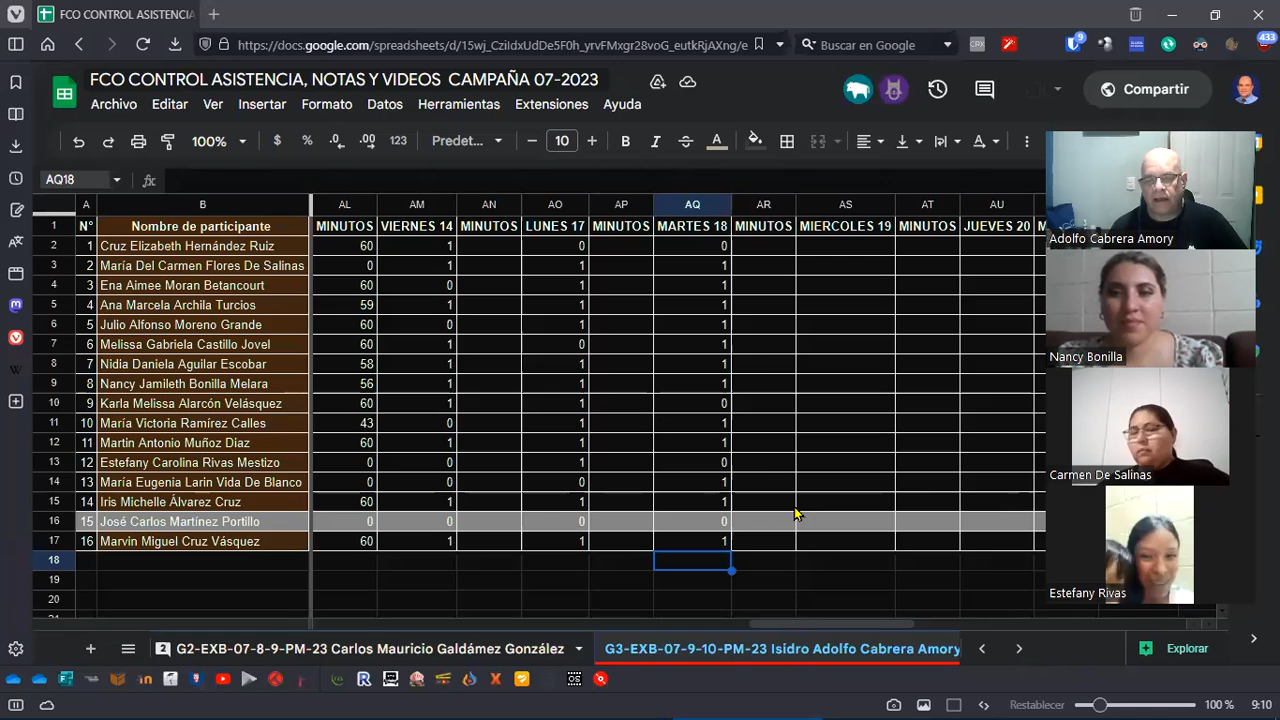 FCO CONTROL ASISTENCIA
https://docs.google.com/spreadsheets/d/15wj_CziIdxUdDe5F0h_yrvFMxgr28voG_eutkRjAXng/e Buscar en Google 433
FCO CONTROL ASISTENCIA, NOTAS Y VIDEOS CAMPAÑA 07-2023
Archivo Editar Ver Insertar Formato Datos Herramientas Extensiones Ayuda Compartir
100% $ % .0 .00 123 Predet... 10 B I S A
AQ18 fx
A B AL AM AN AO AP AQ AR AS AT AU
1 N° Nombre de participante MINUTOS VIERNES 14 MINUTOS LUNES 17 MINUTOS MARTES 18 MINUTOS MIERCOLES 19 MINUTOS JUEVES 20
2 1 Cruz Elizabeth Hernández Ruiz 60 1 0 0
3 2 María Del Carmen Flores De Salinas 0 1 1 1
4 3 Ena Aimee Moran Betancourt 60 0 1 1
5 4 Ana Marcela Archila Turcios 59 1 1 1
6 5 Julio Alfonso Moreno Grande 60 0 1 1
7 6 Melissa Gabriela Castillo Jovel 60 1 0 1
8 7 Nidia Daniela Aguilar Escobar 58 1 1 1
9 8 Nancy Jamileth Bonilla Melara 56 1 1 1
10 9 Karla Melissa Alarcón Velásquez 60 1 1 0
11 10 María Victoria Ramírez Calles 43 0 1 1
12 11 Martin Antonio Muñoz Diaz 60 1 1 1
13 12 Estefany Carolina Rivas Mestizo 0 0 1 0
14 13 María Eugenia Larin Vida De Blanco 0 0 0 1
15 14 Iris Michelle Álvarez Cruz 60 1 1 1
16 15 José Carlos Martínez Portillo 0 0 0 0
17 16 Marvin Miguel Cruz Vásquez 60 1 1 1
18
19
20
Adolfo Cabrera Amory
Nancy Bonilla
Carmen De Salinas
Estefany Rivas
2 G2-EXB-07-8-9-PM-23 Carlos Mauricio Galdámez González G3-EXB-07-9-10-PM-23 Isidro Adolfo Cabrera Amory Explorar
Restablecer 100 % 9:10